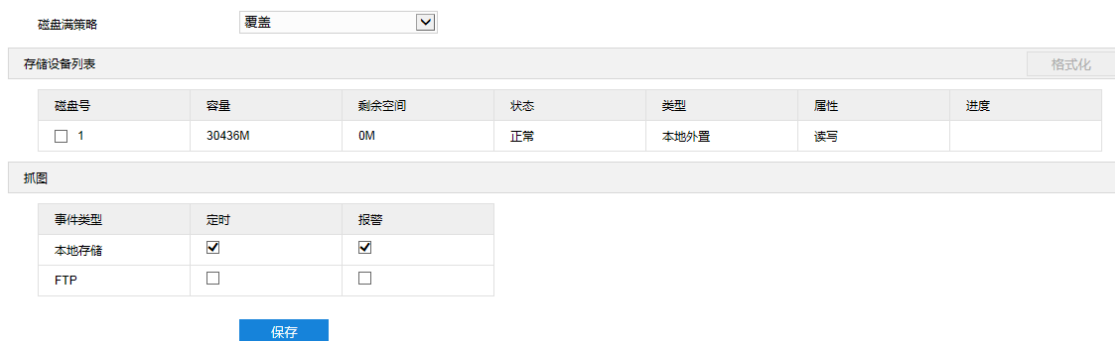 磁盘满策略 覆盖
存储设备列表 格式化
磁盘号 容量 剩余空间 状态 类型 属性 进度
1 30436M 0M 正常 本地外置 读写
抓图
事件类型 定时 报警
本地存储
FTP
保存